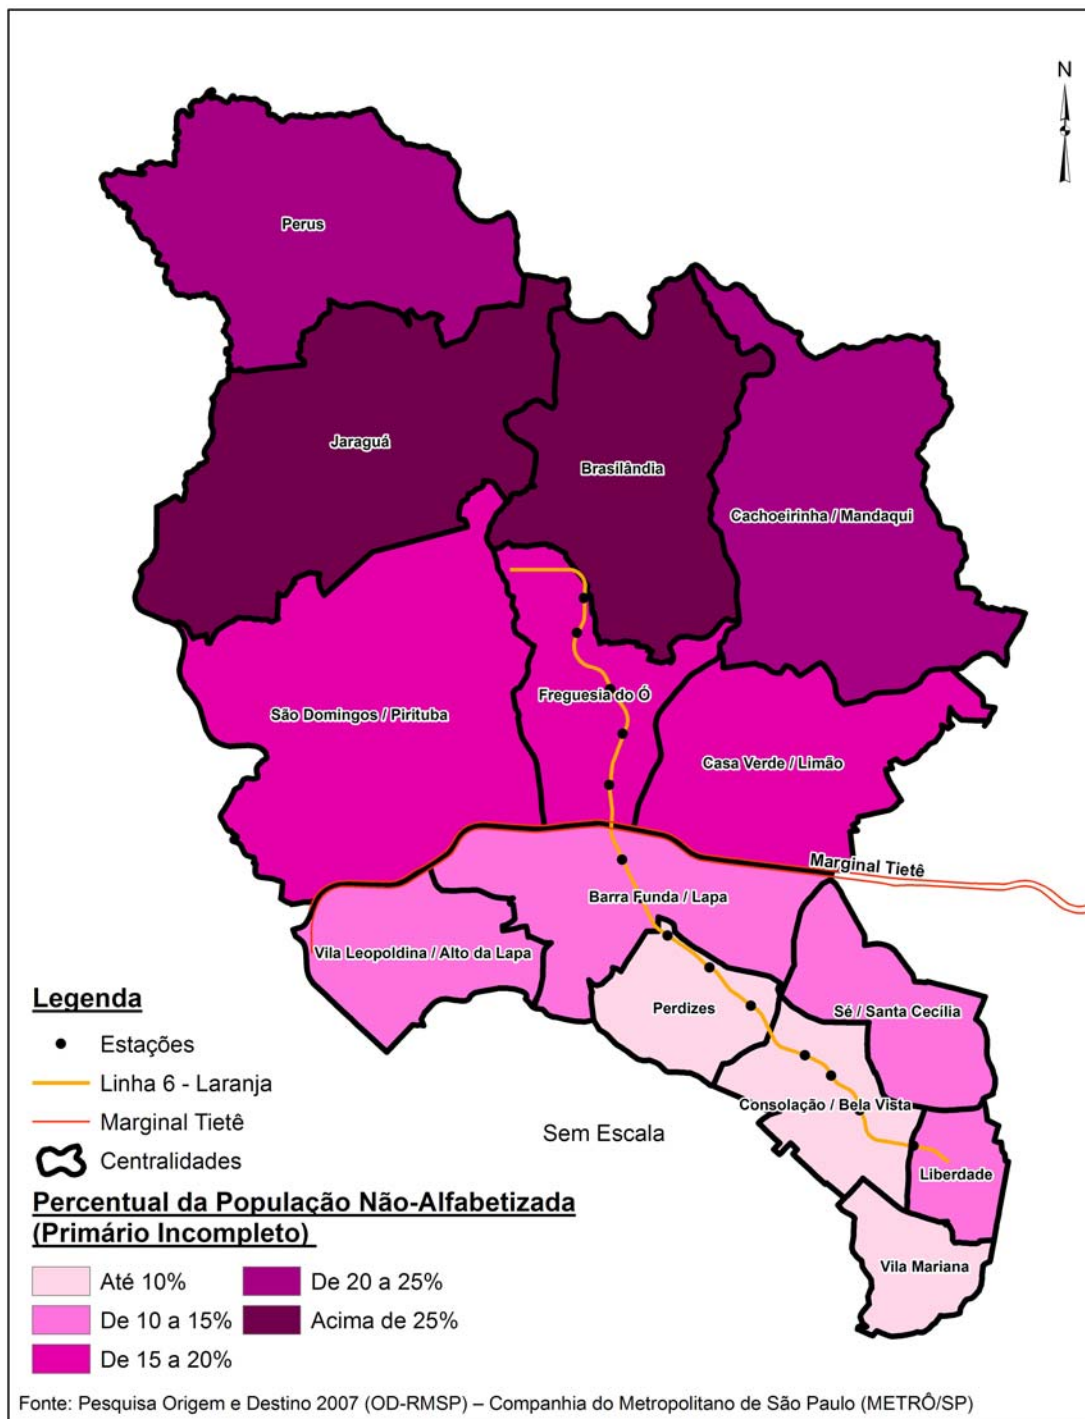 N
Perus
Jaraguá
Brasilândia
Cachoeirinha / Mandaqui
Freguesia do Ó
São Domingos / Pirituba
Casa Verde / Limão
Marginal Tietê
Barra Funda / Lapa
Vila Leopoldina / Alto da Lapa
Perdizes
Sé / Santa Cecília
Consolação / Bela Vista
Liberdade
Vila Mariana
Legenda
Estações
Linha 6 - Laranja
Marginal Tietê
Centralidades
Sem Escala
Percentual da População Não-Alfabetizada
(Primário Incompleto)
Até 10%
De 10 a 15%
De 15 a 20%
De 20 a 25%
Acima de 25%
Fonte: Pesquisa Origem e Destino 2007 (OD-RMSP) – Companhia do Metropolitano de São Paulo (METRÔ/SP)